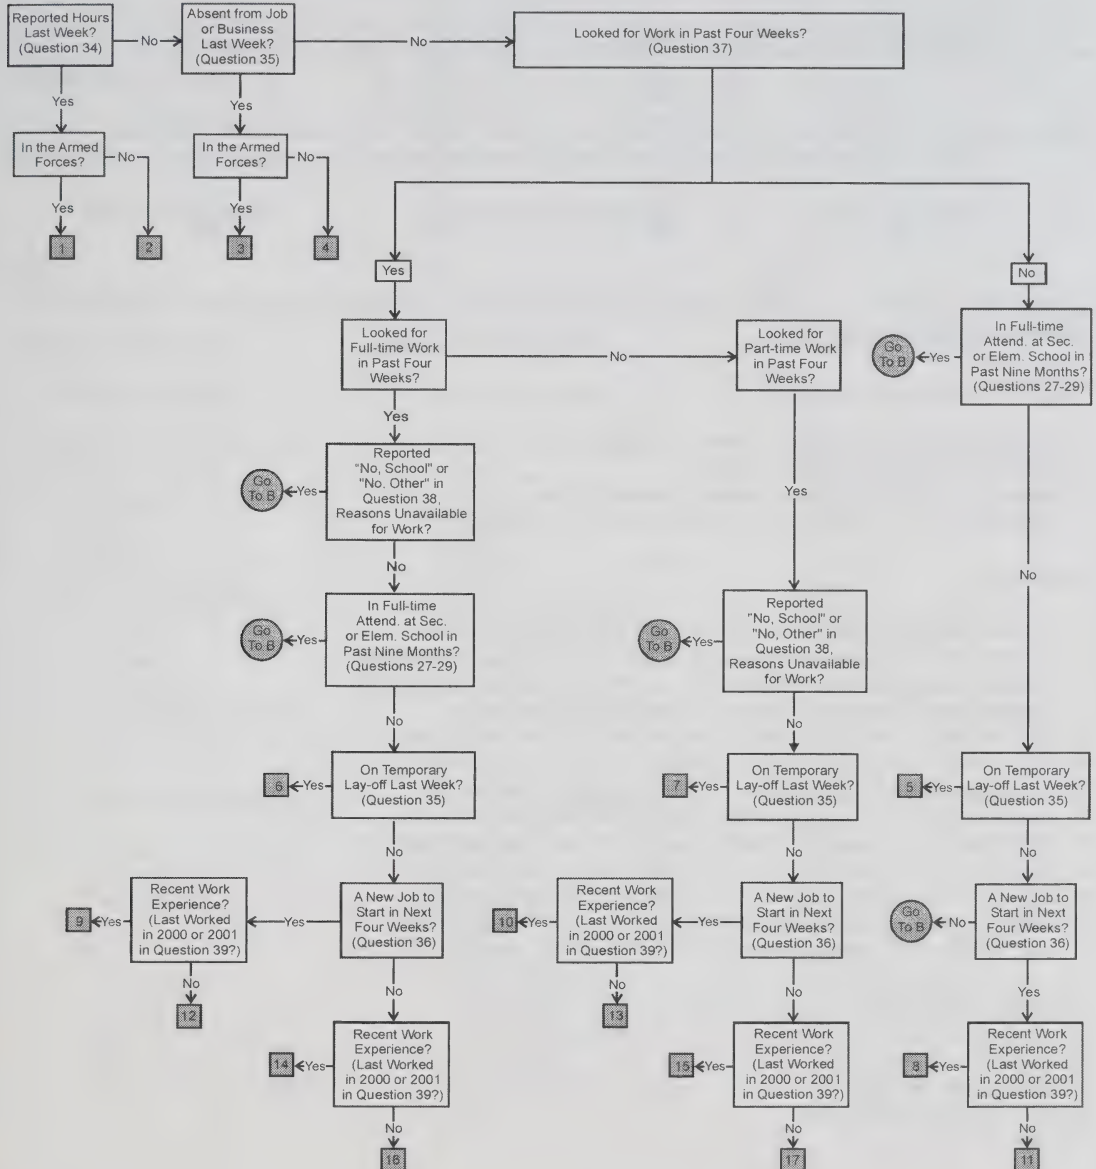 Reported Hours
Last Week?
(Question 34)
No
Absent from Job
or Business
Last Week?
(Question 35)
No
Looked for Work in Past Four Weeks?
(Question 37)
Yes
Yes
In the Armed
Forces?
No
In the Armed
Forces?
No
Yes
Yes
1
2
3
4
Yes
No
Looked for
Full-time Work
in Past Four
Weeks?
No
Looked for
Part-time Work
in Past Four
Weeks?
Go
To B
Yes
In Full-time
Attend. at Sec.
or Elem. School in
Past Nine Months?
(Questions 27-29)
Yes
Go
To B
Yes
Reported
"No, School" or
"No. Other" in
Question 38,
Reasons Unavailable
for Work?
Yes
No
No
Go
To B
Yes
In Full-time
Attend. at Sec.
or Elem. School in
Past Nine Months?
(Questions 27-29)
Go
To B
Yes
Reported
"No, School" or
"No, Other" in
Question 38,
Reasons Unavailable
for Work?
No
No
6
Yes
On Temporary
Lay-off Last Week?
(Question 35)
7
Yes
On Temporary
Lay-off Last Week?
(Question 35)
5
Yes
On Temporary
Lay-off Last Week?
(Question 35)
No
No
No
9
Yes
Recent Work
Experience?
(Last Worked
in 2000 or 2001
in Question 39?)
Yes
A New Job to
Start in Next
Four Weeks?
(Question 36)
10
Yes
Recent Work
Experience?
(Last Worked
in 2000 or 2001
in Question 39?)
Yes
A New Job to
Start in Next
Four Weeks?
(Question 36)
Go
To B
No
A New Job to
Start in Next
Four Weeks?
(Question 36)
No
12
No
No
13
No
Yes
14
Yes
Recent Work
Experience?
(Last Worked
in 2000 or 2001
in Question 39?)
15
Yes
Recent Work
Experience?
(Last Worked
in 2000 or 2001
in Question 39?)
8
Yes
Recent Work
Experience?
(Last Worked
in 2000 or 2001
in Question 39?)
No
No
No
16
17
11